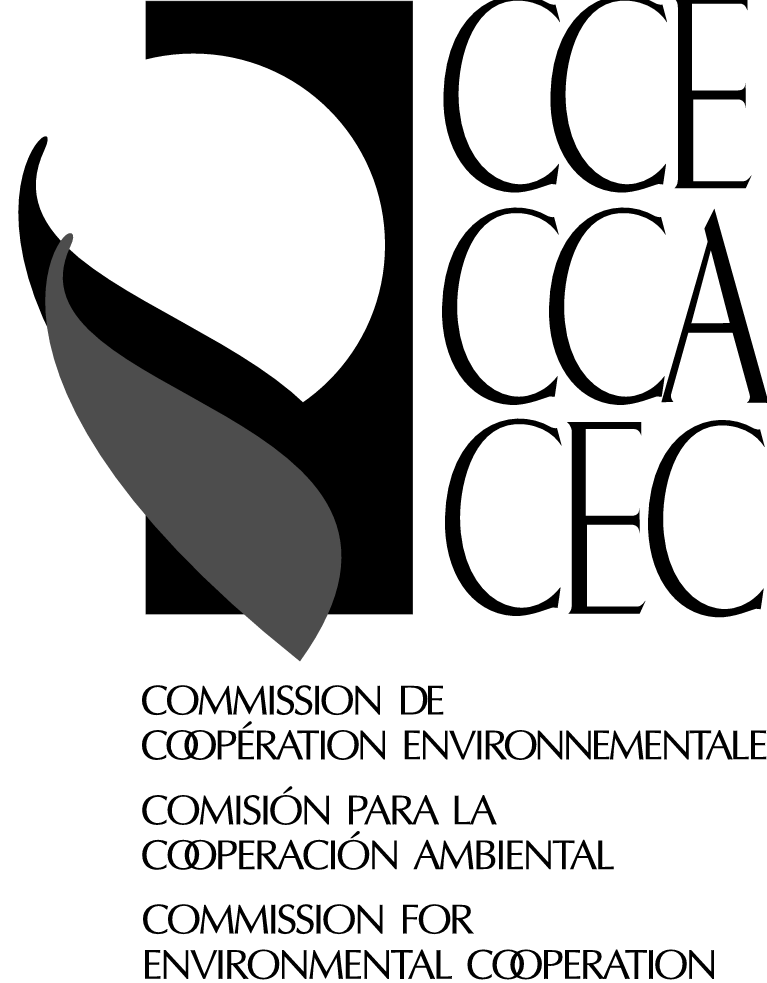 CCE
CCA
CEC
COMMISSION DE
COOPÉRATION ENVIRONNEMENTALE
COMISIÓN PARA LA
COOPERACIÓN AMBIENTAL
COMMISSION FOR
ENVIRONMENTAL COOPERATION